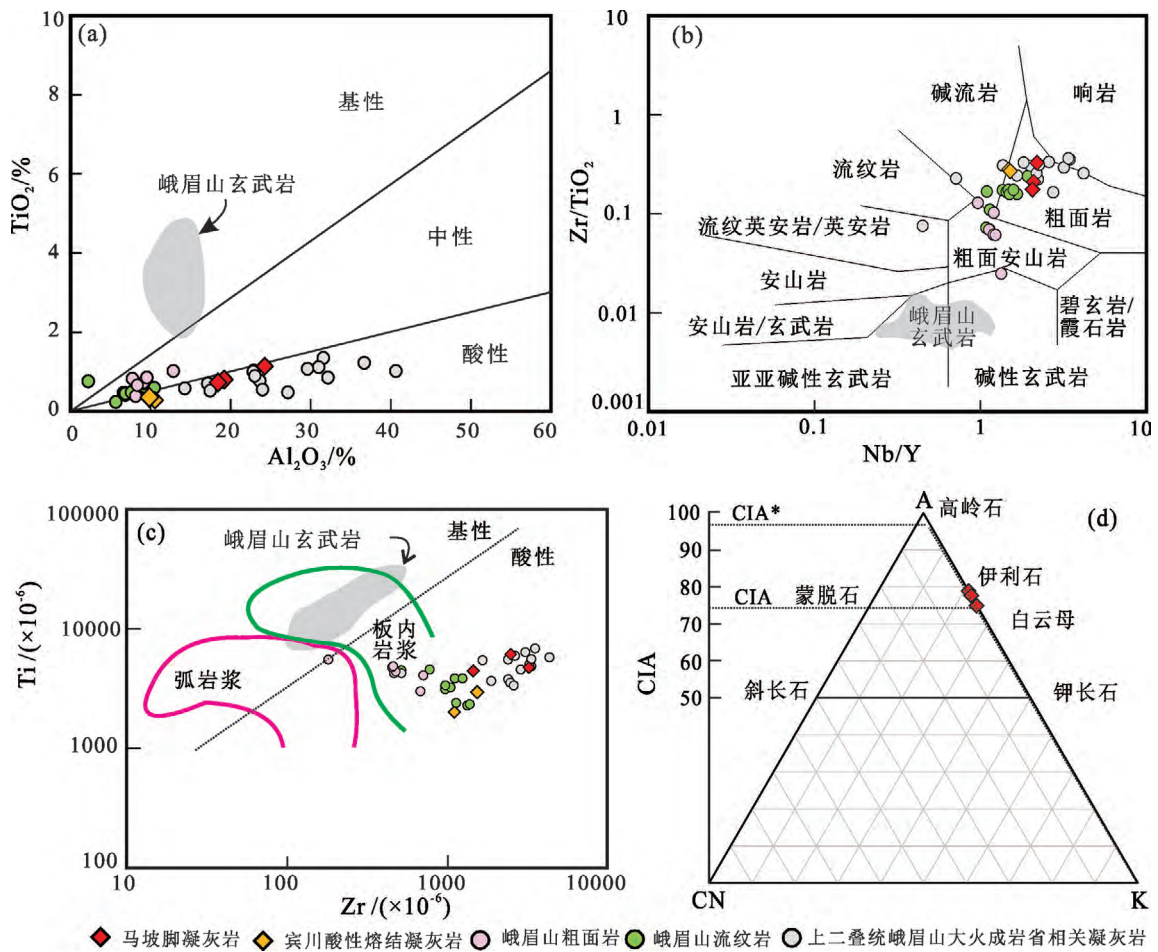 (a)
10
8
6
4
2
0
TiO₂/%
基性
峨眉山玄武岩
中性
酸性
0 10 20 30 40 50 60
Al₂O₃/%
(b)
10
1
0.1
0.01
0.001
Zr/TiO₂
碱流岩
响岩
流纹岩
粗面岩
流纹英安岩/英安岩
粗面安山岩
安山岩
碧玄岩/
霞石岩
安山岩/玄武岩
峨眉山
玄武岩
亚亚碱性玄武岩
碱性玄武岩
0.01 0.1 1 10
Nb/Y
(c)
100000
10000
1000
100
Ti /(×10⁻⁶)
峨眉山玄武岩
基性
酸性
板内
岩浆
弧岩浆
10 100 1000 10000
Zr /(×10⁻⁶)
(d)
A
高岭石
100
90
80
70
60
50
CIA
CIA*
CIA
蒙脱石
伊利石
白云母
斜长石
钾长石
CN
K
马坡脚凝灰岩 宾川酸性熔结凝灰岩 峨眉山粗面岩 峨眉山流纹岩 上二叠统峨眉山大火成岩省相关凝灰岩